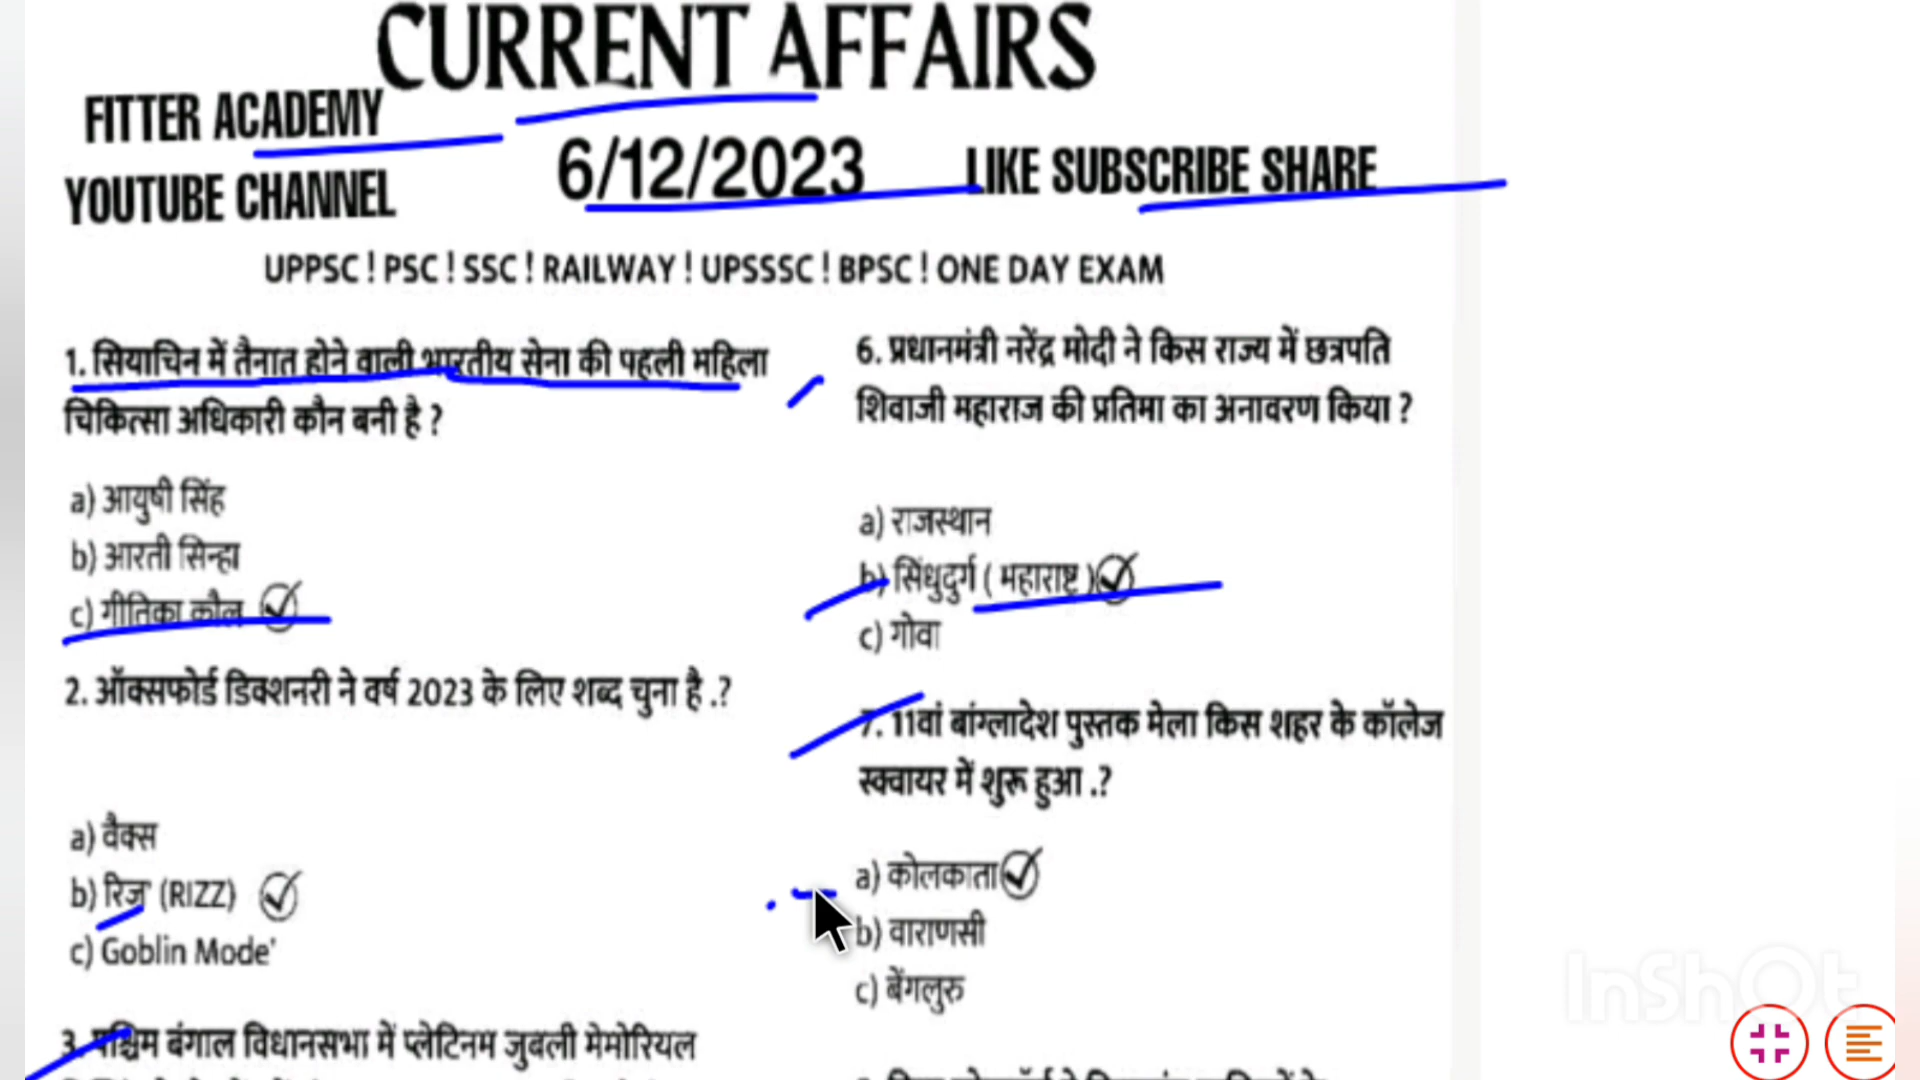 CURRENT AFFAIRS
FITTER ACADEMY
YOUTUBE CHANNEL
6/12/2023
LIKE SUBSCRIBE SHARE
UPPSC ! PSC ! SSC ! RAILWAY ! UPSSSC ! BPSC ! ONE DAY EXAM
1. सियाचिन में तैनात होने वाली भारतीय सेना की पहली महिला
चिकित्सा अधिकारी कौन बनी है ?
a) आयुषी सिंह
b) आरती सिन्हा
c) गीतिका कौल
2. ऑक्सफोर्ड डिक्शनरी ने वर्ष 2023 के लिए शब्द चुना है .?
a) वैक्स
b) रिज' (RIZZ)
c) Goblin Mode'
3. पश्चिम बंगाल विधानसभा में प्लेटिनम जुबली मेमोरियल
6. प्रधानमंत्री नरेंद्र मोदी ने किस राज्य में छत्रपति
शिवाजी महाराज की प्रतिमा का अनावरण किया ?
a) राजस्थान
b) सिंधुदुर्ग ( महाराष्ट्र )
c) गोवा
7. 11वां बांग्लादेश पुस्तक मेला किस शहर के कॉलेज
स्क्वायर में शुरू हुआ .?
a) कोलकाता
b) वाराणसी
c) बेंगलुरु
InShOt